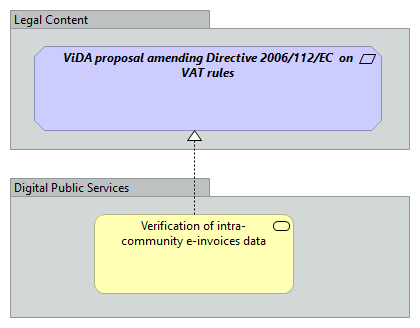 Legal Content
ViDA proposal amending Directive 2006/112/EC on
VAT rules
Digital Public Services
Verification of intra-
community e-invoices data